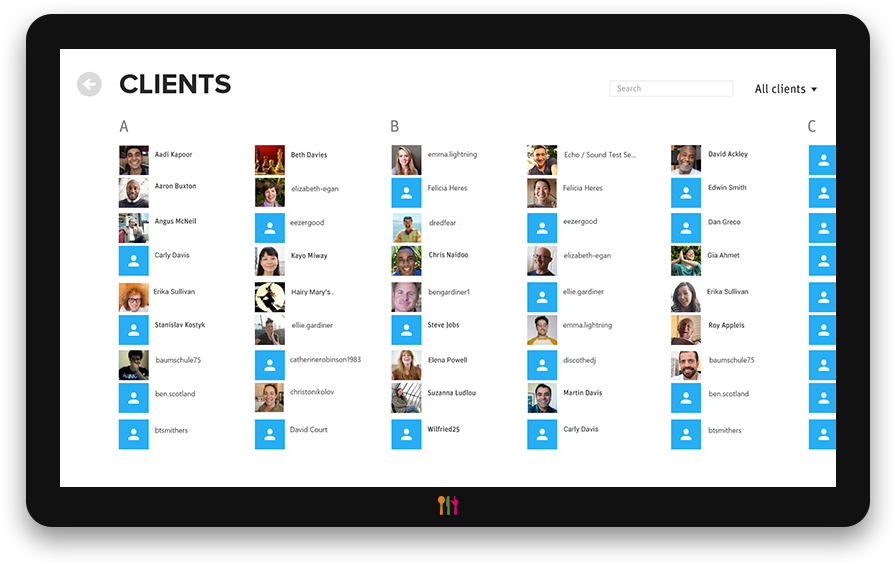 CLIENTS
Search
All clients
A
B
C
Aadi Kapoor
Aaron Buxton
Angus McNeil
Carly Davis
Erika Sullivan
Stanislav Kostyk
baumschule75
ben.scotland
btsmithers
Beth Davies
elizabeth-egan
eezergood
Kayo Miway
Hairy Mary's .
ellie.gardiner
catherinerobinson1983
christonikolov
David Court
emma.lightning
Felicia Heres
dredfear
Chris Naidoo
bengardiner1
Steve Jobs
Elena Powell
Suzanna Ludlou
Wilfried25
Echo / Sound Test Se...
Felicia Heres
eezergood
elizabeth-egan
ellie.gardiner
emma.lightning
discothedj
Martin Davis
Carly Davis
David Ackley
Edwin Smith
Dan Greco
Gia Ahmet
Erika Sullivan
Roy Appleis
baumschule75
ben.scotland
btsmithers